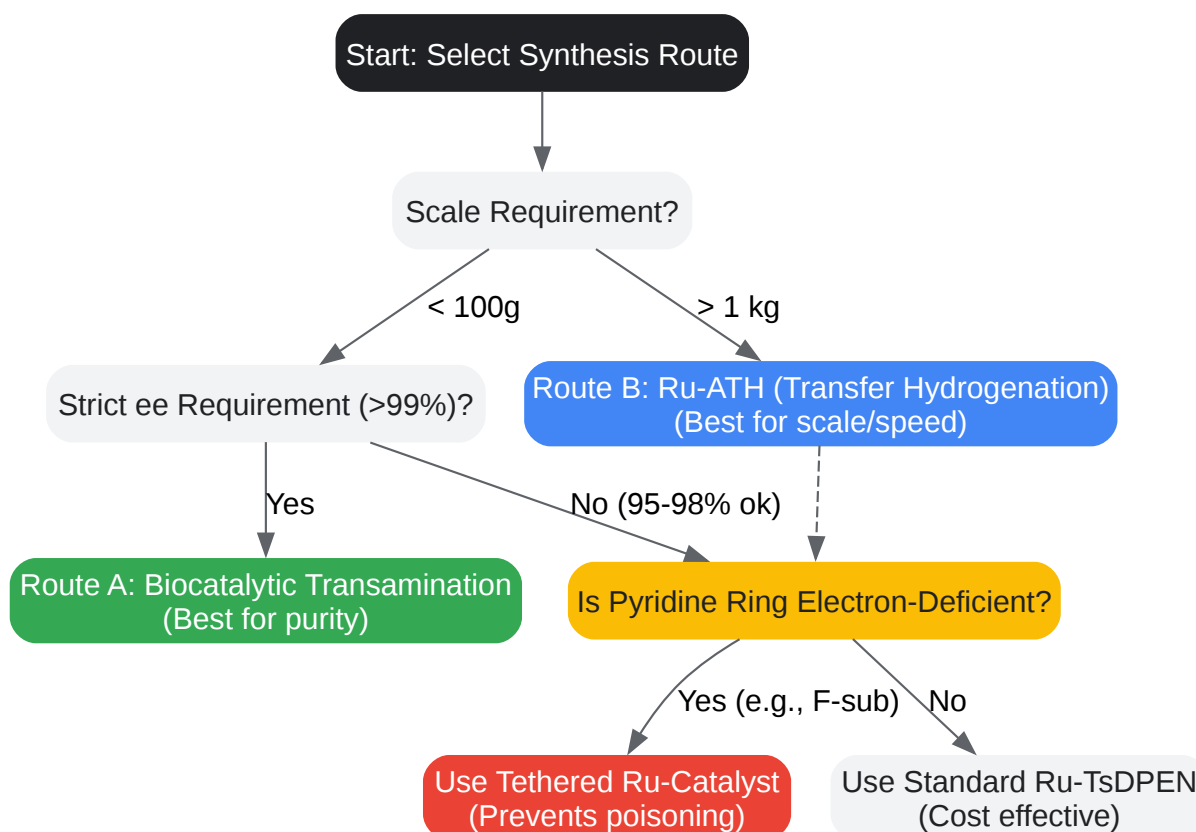 Start: Select Synthesis Route
Scale Requirement?
< 100g
> 1 kg
Strict ee Requirement (>99%)?
Route B: Ru-ATH (Transfer Hydrogenation)
(Best for scale/speed)
Yes
No (95-98% ok)
Route A: Biocatalytic Transamination
(Best for purity)
Is Pyridine Ring Electron-Deficient?
Yes (e.g., F-sub)
No
Use Tethered Ru-Catalyst
(Prevents poisoning)
Use Standard Ru-TsDPEN
(Cost effective)